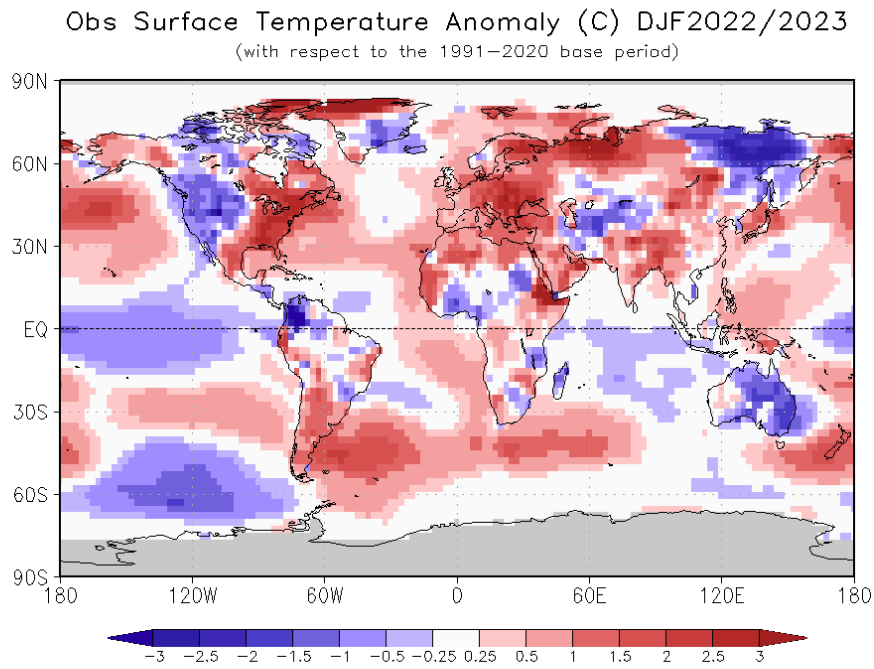 Obs Surface Temperature Anomaly (C) DJF2022/2023
(with respect to the 1991−2020 base period)
90N
60N
30N
EQ
30S
60S
90S
180 120W 60W 0 60E 120E 180
−3 −2.5 −1.5 −1 −0.5 −0.25 0.25 0.5 1 1.5 2 2.5 3